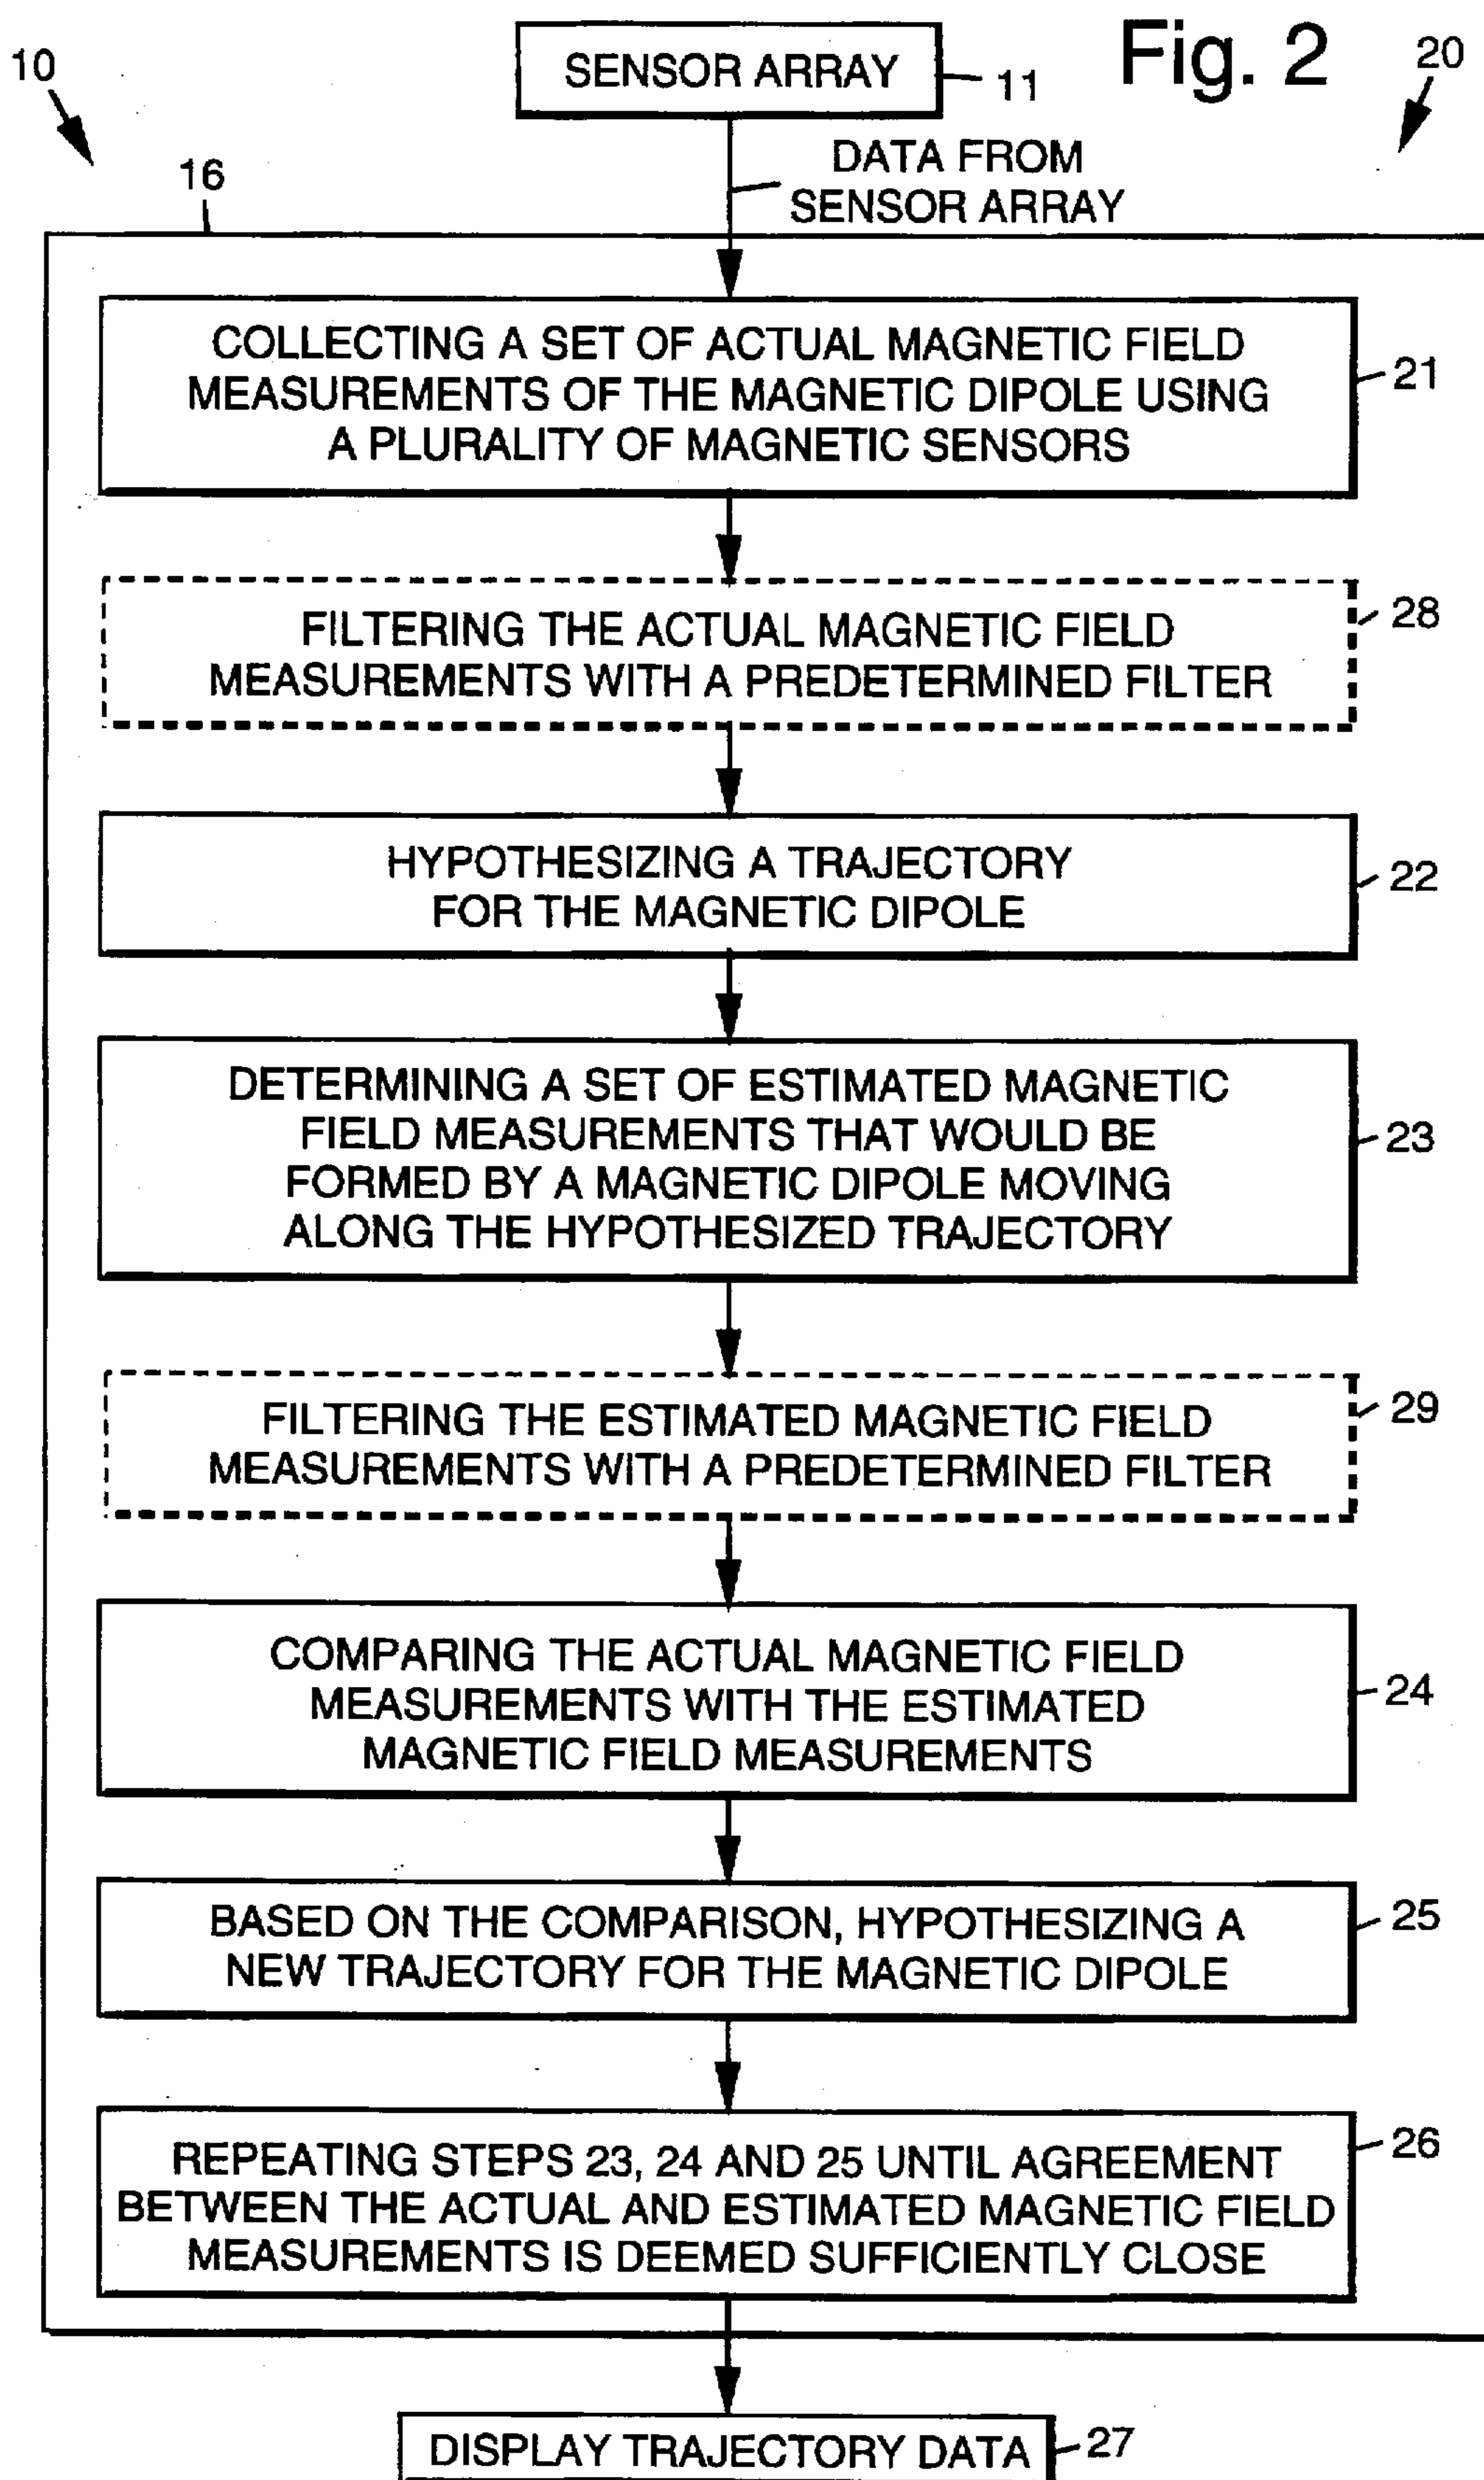 Fig. 2
10
20
SENSOR ARRAY
11
DATA FROM
SENSOR ARRAY
16
COLLECTING A SET OF ACTUAL MAGNETIC FIELD
MEASUREMENTS OF THE MAGNETIC DIPOLE USING
A PLURALITY OF MAGNETIC SENSORS
21
FILTERING THE ACTUAL MAGNETIC FIELD
MEASUREMENTS WITH A PREDETERMINED FILTER
28
HYPOTHESIZING A TRAJECTORY
FOR THE MAGNETIC DIPOLE
22
DETERMINING A SET OF ESTIMATED MAGNETIC
FIELD MEASUREMENTS THAT WOULD BE
FORMED BY A MAGNETIC DIPOLE MOVING
ALONG THE HYPOTHESIZED TRAJECTORY
23
FILTERING THE ESTIMATED MAGNETIC FIELD
MEASUREMENTS WITH A PREDETERMINED FILTER
29
COMPARING THE ACTUAL MAGNETIC FIELD
MEASUREMENTS WITH THE ESTIMATED
MAGNETIC FIELD MEASUREMENTS
24
BASED ON THE COMPARISON, HYPOTHESIZING A
NEW TRAJECTORY FOR THE MAGNETIC DIPOLE
25
REPEATING STEPS 23, 24 AND 25 UNTIL AGREEMENT
BETWEEN THE ACTUAL AND ESTIMATED MAGNETIC FIELD
MEASUREMENTS IS DEEMED SUFFICIENTLY CLOSE
26
DISPLAY TRAJECTORY DATA
27